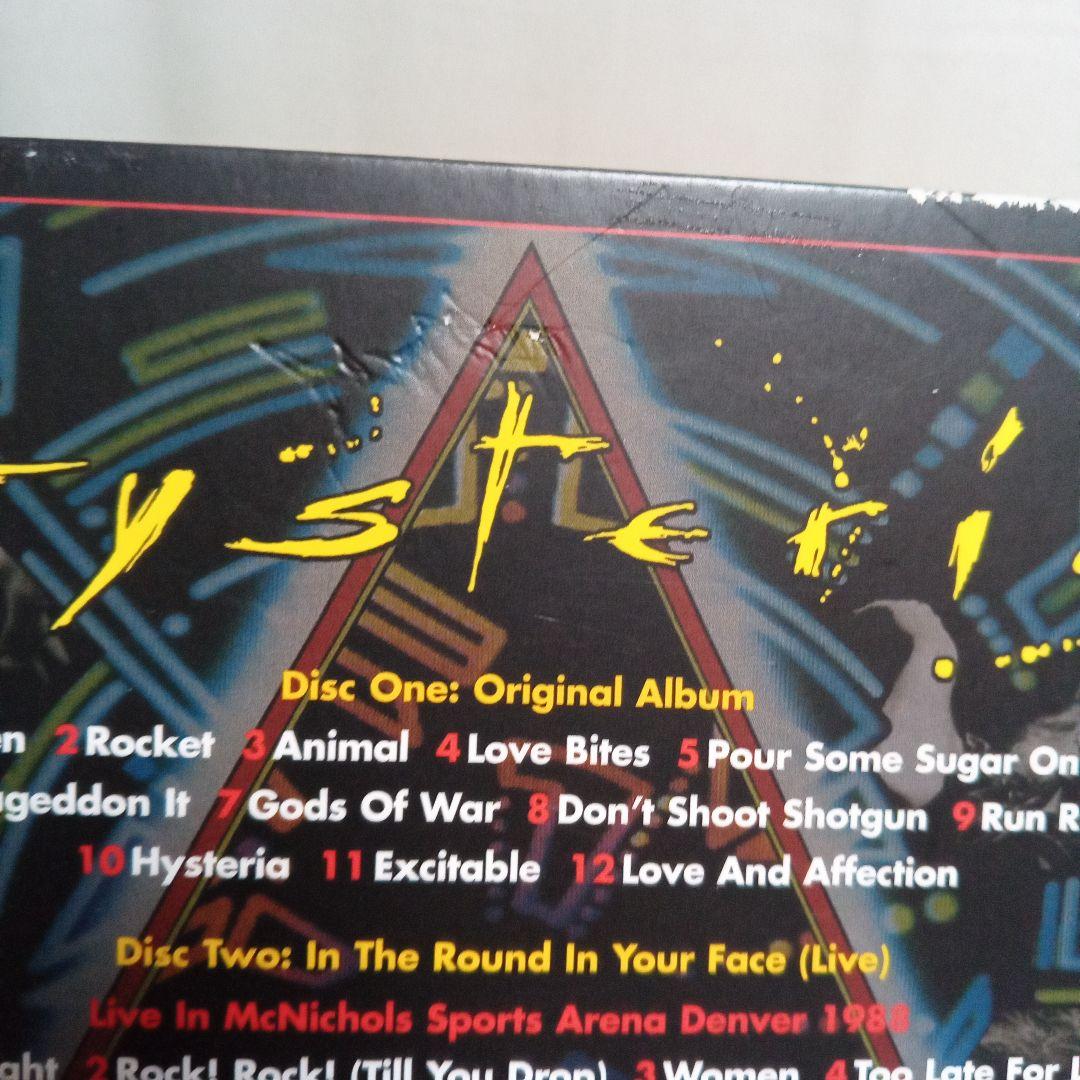 ysteri
Disc One: Original Album
en 2 Rocket 3 Animal 4 Love Bites 5 Pour Some Sugar On
geddon It 7 Gods Of War 8 Don't Shoot Shotgun 9 Run R
10 Hysteria 11 Excitable 12 Love And Affection
Disc Two: In The Round In Your Face (Live)
Live In McNichols Sports Arena Denver 1988
ght 2 Rock! Rock! (Till You Drop) 3 Women 4 Too Late For L